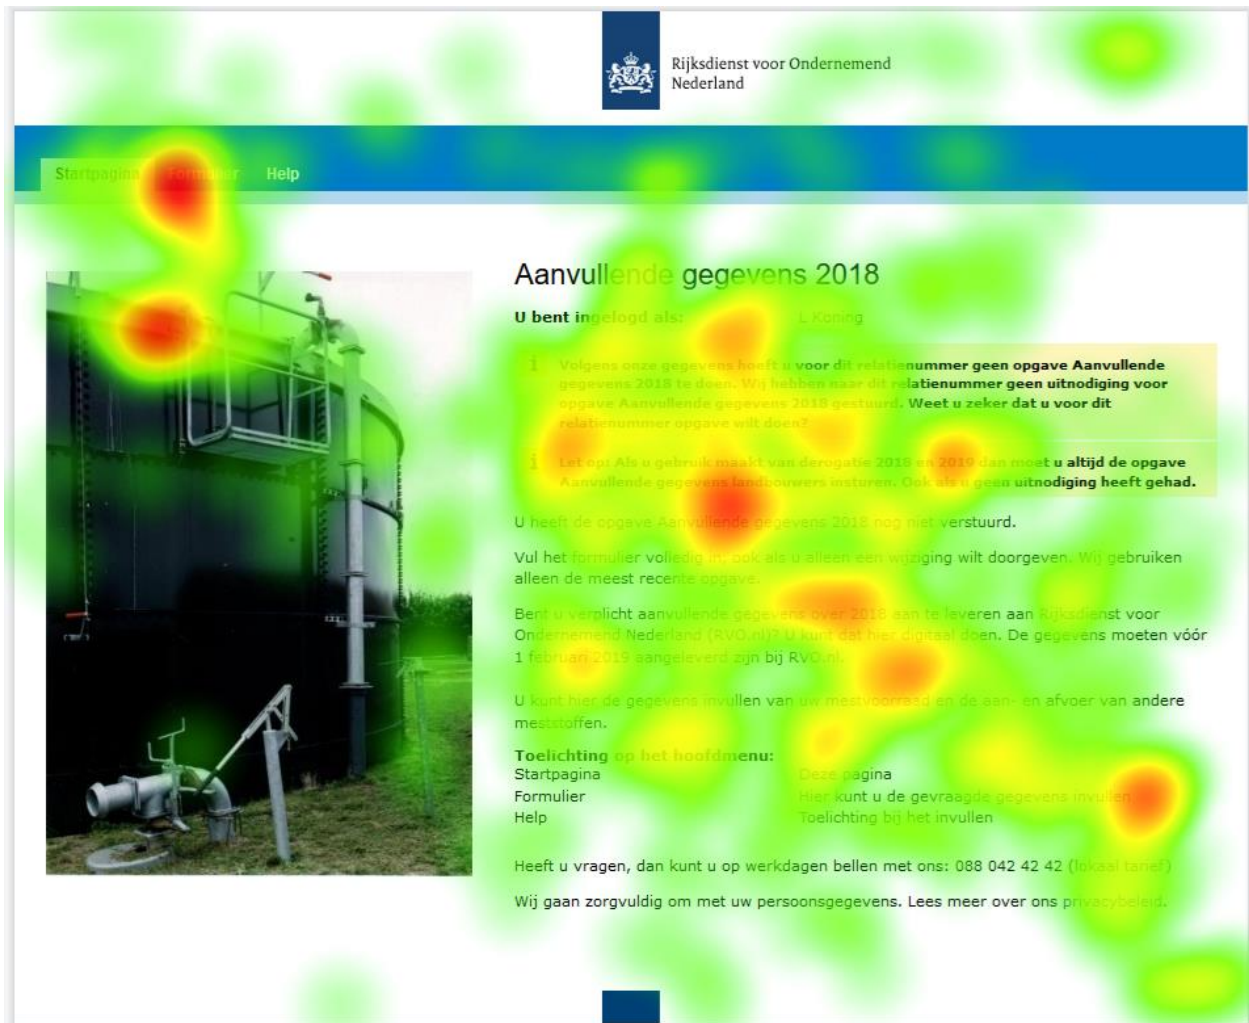 Rijksdienst voor Ondernemend
Nederland
Startpagina Formulier Help
Aanvullende gegevens 2018
U bent ingelogd als: L Koning
i Volgens onze gegevens hoeft u voor dit relatienummer geen opgave Aanvullende
gegevens 2018 te doen. Wij hebben naar dit relatienummer geen uitnodiging voor
opgave Aanvullende gegevens 2018 gestuurd. Weet u zeker dat u voor dit
relatienummer opgave wilt doen?
i Let op: Als u gebruik maakt van derogatie 2018 en 2019 dan moet u altijd de opgave
Aanvullende gegevens landbouwers insturen. Ook als u geen uitnodiging heeft gehad.
U heeft de opgave Aanvullende gegevens 2018 nog niet verstuurd.
Vul het formulier volledig in, ook als u alleen een wijziging wilt doorgeven. Wij gebruiken
alleen de meest recente opgave.
Bent u verplicht aanvullende gegevens over 2018 aan te leveren aan Rijksdienst voor
Ondernemend Nederland (RVO.nl)? U kunt dat hier digitaal doen. De gegevens moeten vóór
1 februari 2019 aangeleverd zijn bij RVO.nl.
U kunt hier de gegevens invullen van uw mestvoorraad en de aan- en afvoer van andere
meststoffen.
Toelichting op het hoofdmenu:
Startpagina Deze pagina
Formulier Hier kunt u de gevraagde gegevens invullen
Help Toelichting bij het invullen
Heeft u vragen, dan kunt u op werkdagen bellen met ons: 088 042 42 42 (lokaal tarief)
Wij gaan zorgvuldig om met uw persoonsgegevens. Lees meer over ons privacybeleid.